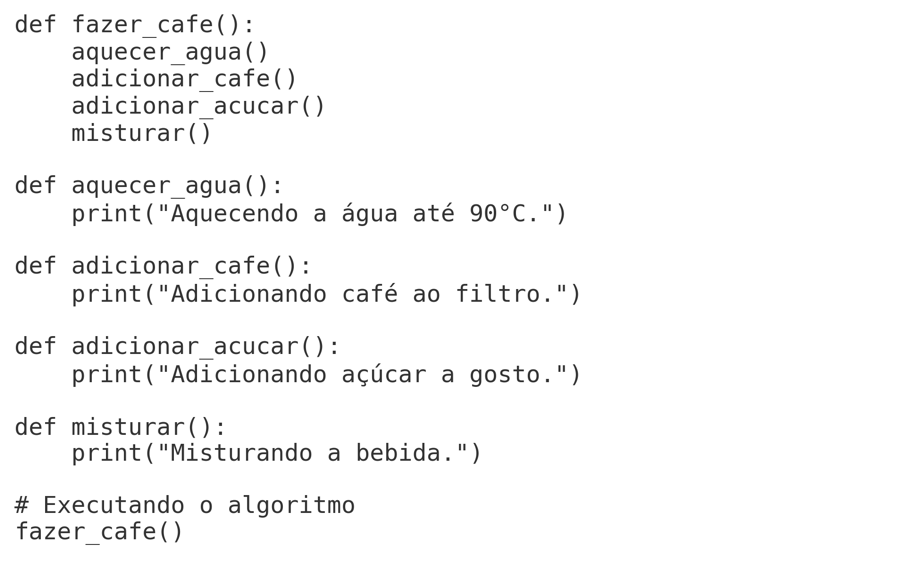 def fazer_cafe():
    aquecer_agua()
    adicionar_cafe()
    adicionar_acucar()
    misturar()

def aquecer_agua():
    print("Aquecendo a água até 90°C.")

def adicionar_cafe():
    print("Adicionando café ao filtro.")

def adicionar_acucar():
    print("Adicionando açúcar a gosto.")

def misturar():
    print("Misturando a bebida.")

# Executando o algoritmo
fazer_cafe()